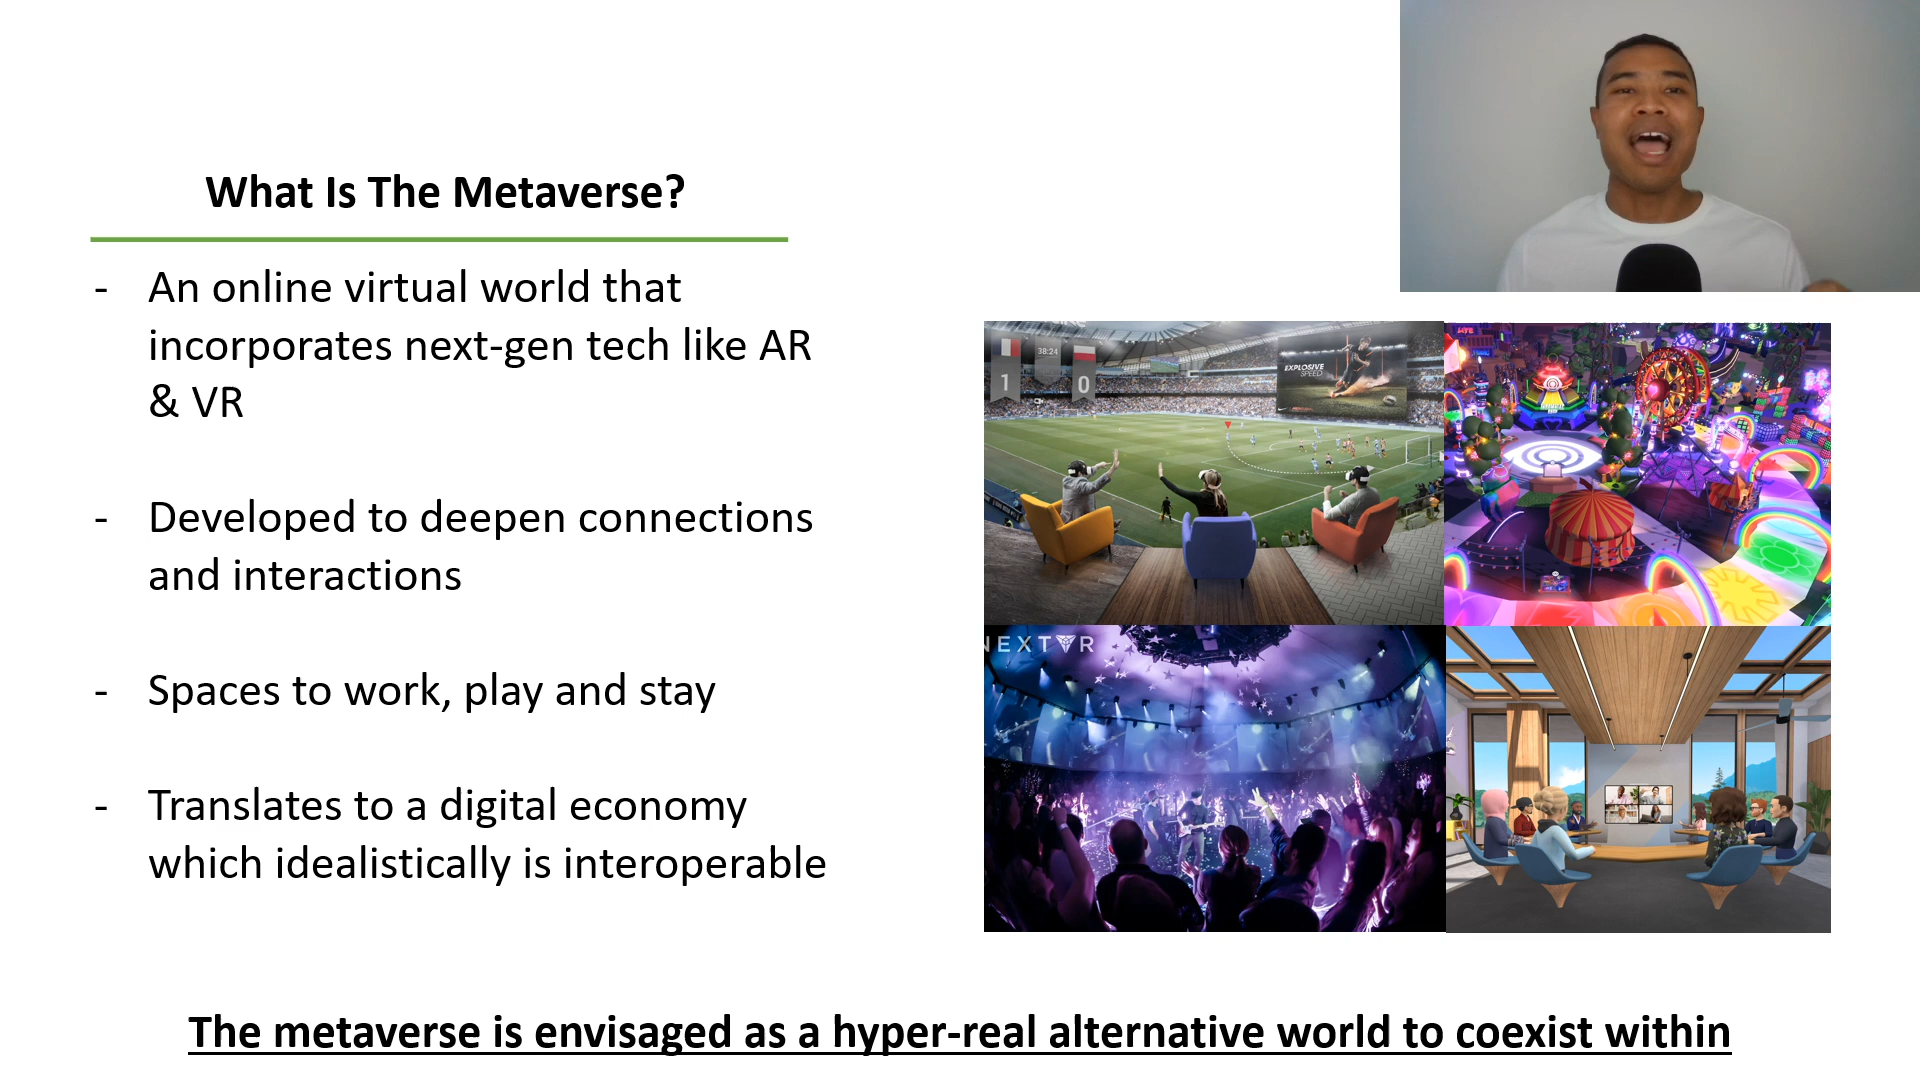 What Is The Metaverse?
- An online virtual world that
incorporates next-gen tech like AR
& VR
- Developed to deepen connections
and interactions
- Spaces to work, play and stay
- Translates to a digital economy
which idealistically is interoperable
38:24
1
0
EXPLOSIVE
SPEED
NEXTVR
The metaverse is envisaged as a hyper-real alternative world to coexist within